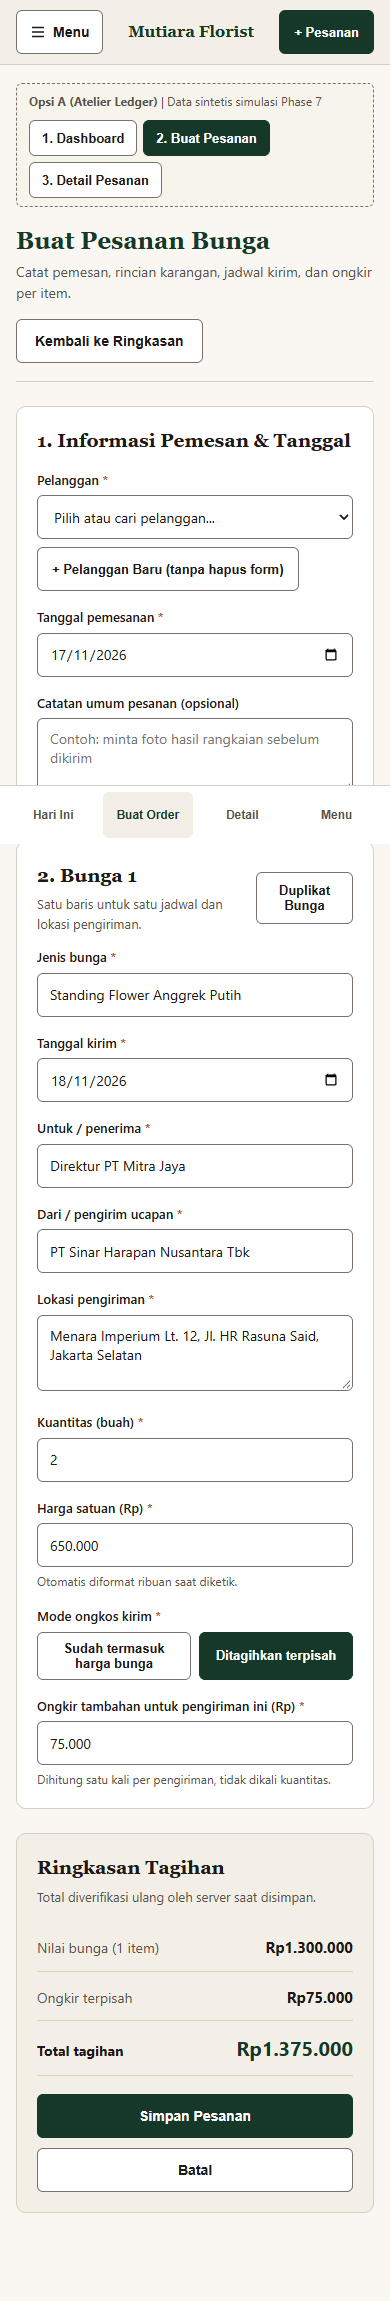 Menu
Mutiara Florist
+ Pesanan
Opsi A (Atelier Ledger) | Data sintetis simulasi Phase 7
1. Dashboard
2. Buat Pesanan
3. Detail Pesanan
Buat Pesanan Bunga
Catat pemesan, rincian karangan, jadwal kirim, dan ongkir
per item.
Kembali ke Ringkasan
1. Informasi Pemesan & Tanggal
Pelanggan *
Pilih atau cari pelanggan...
+ Pelanggan Baru (tanpa hapus form)
Tanggal pemesanan *
17/11/2026
Catatan umum pesanan (opsional)
Contoh: minta foto hasil rangkaian sebelum
dikirim
Hari Ini
Buat Order
Detail
Menu
2. Bunga 1
Satu baris untuk satu jadwal dan
lokasi pengiriman.
Duplikat
Bunga
Jenis bunga *
Standing Flower Anggrek Putih
Tanggal kirim *
18/11/2026
Untuk / penerima *
Direktur PT Mitra Jaya
Dari / pengirim ucapan *
PT Sinar Harapan Nusantara Tbk
Lokasi pengiriman *
Menara Imperium Lt. 12, Jl. HR Rasuna Said,
Jakarta Selatan
Kuantitas (buah) *
2
Harga satuan (Rp) *
650.000
Otomatis diformat ribuan saat diketik.
Mode ongkos kirim *
Sudah termasuk
harga bunga
Ditagihkan terpisah
Ongkir tambahan untuk pengiriman ini (Rp) *
75.000
Dihitung satu kali per pengiriman, tidak dikali kuantitas.
Ringkasan Tagihan
Total diverifikasi ulang oleh server saat disimpan.
Nilai bunga (1 item)
Rp1.300.000
Ongkir terpisah
Rp75.000
Total tagihan
Rp1.375.000
Simpan Pesanan
Batal